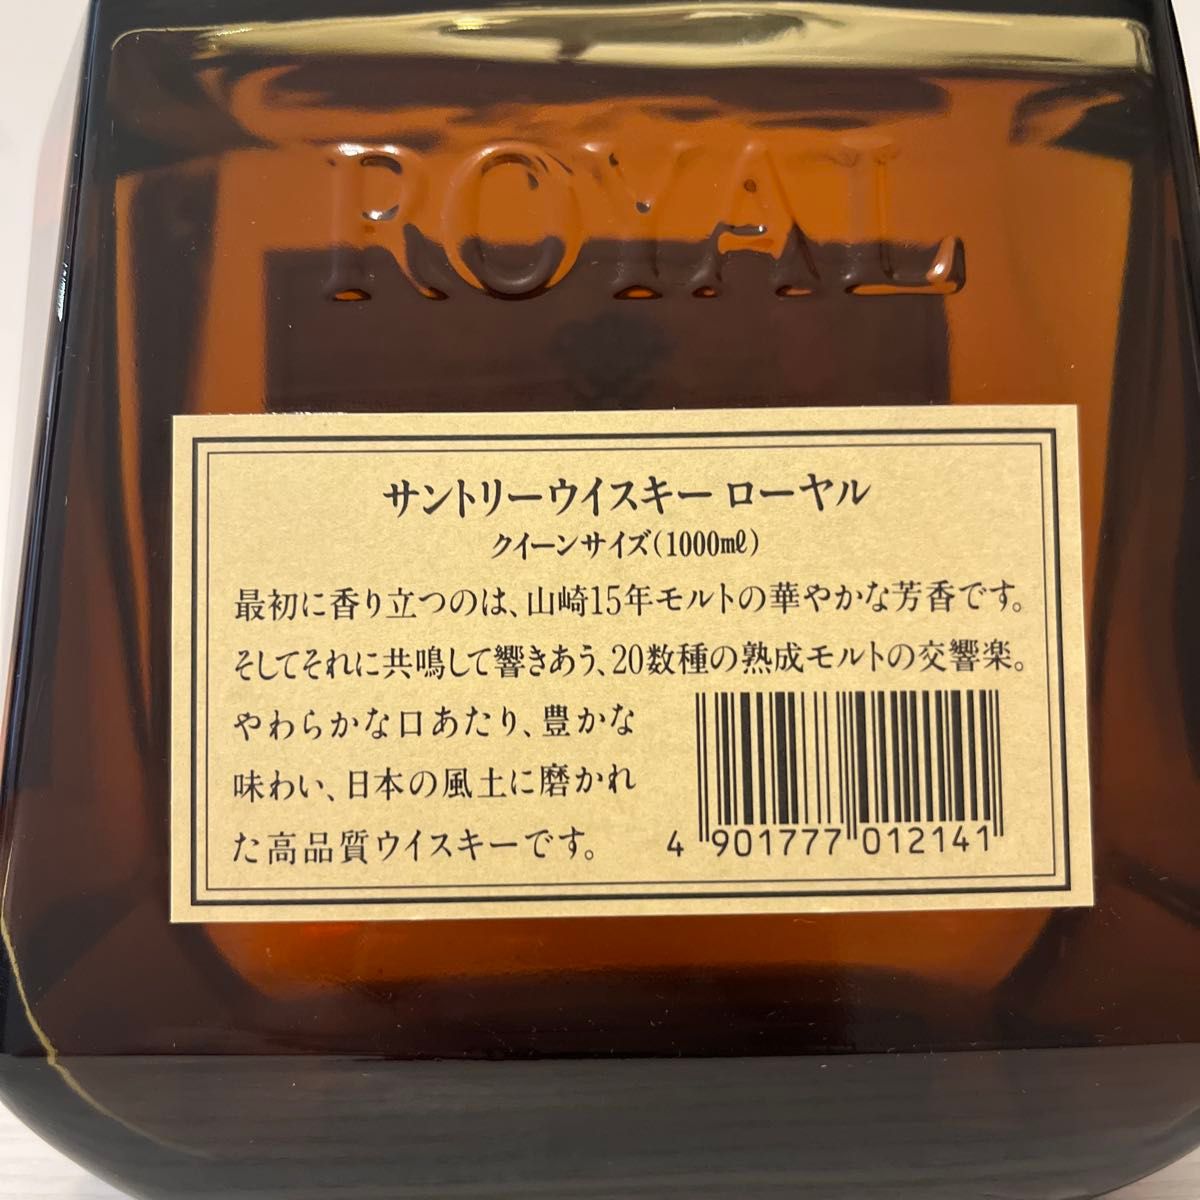 ROYAL
サントリーウイスキー ローヤル
クイーンサイズ(1000㎖)
最初に香り立つのは、山崎15年モルトの華やかな芳香です。
そしてそれに共鳴して響きあう、20数種の熟成モルトの交響楽。
やわらかな口あたり、豊かな
味わい、日本の風土に磨かれ
た高品質ウイスキーです。
4 901777 012141